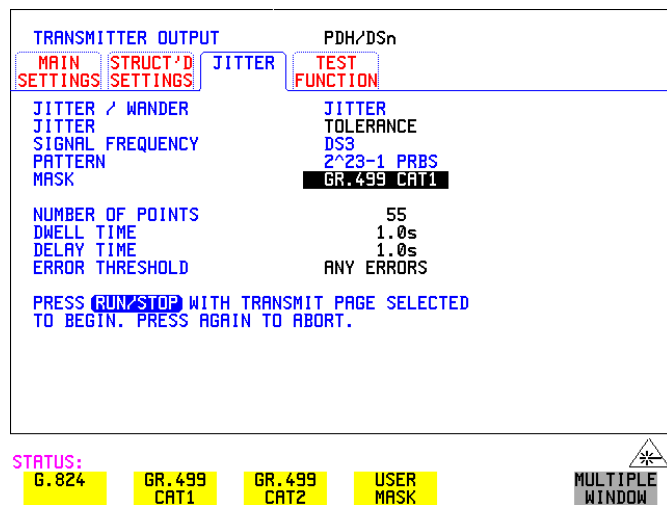 TRANSMITTER OUTPUT PDH/DSn
MAIN SETTINGS STRUCT'D SETTINGS JITTER TEST FUNCTION
JITTER / WANDER JITTER
JITTER TOLERANCE
SIGNAL FREQUENCY DS3
PATTERN 2^23-1 PRBS
MASK GR.499 CAT1
NUMBER OF POINTS 55
DWELL TIME 1.0s
DELAY TIME 1.0s
ERROR THRESHOLD ANY ERRORS
PRESS RUN/STOP WITH TRANSMIT PAGE SELECTED
TO BEGIN. PRESS AGAIN TO ABORT.
STATUS:
G.824 GR.499 CAT1 GR.499 CAT2 USER MASK MULTIPLE WINDOW